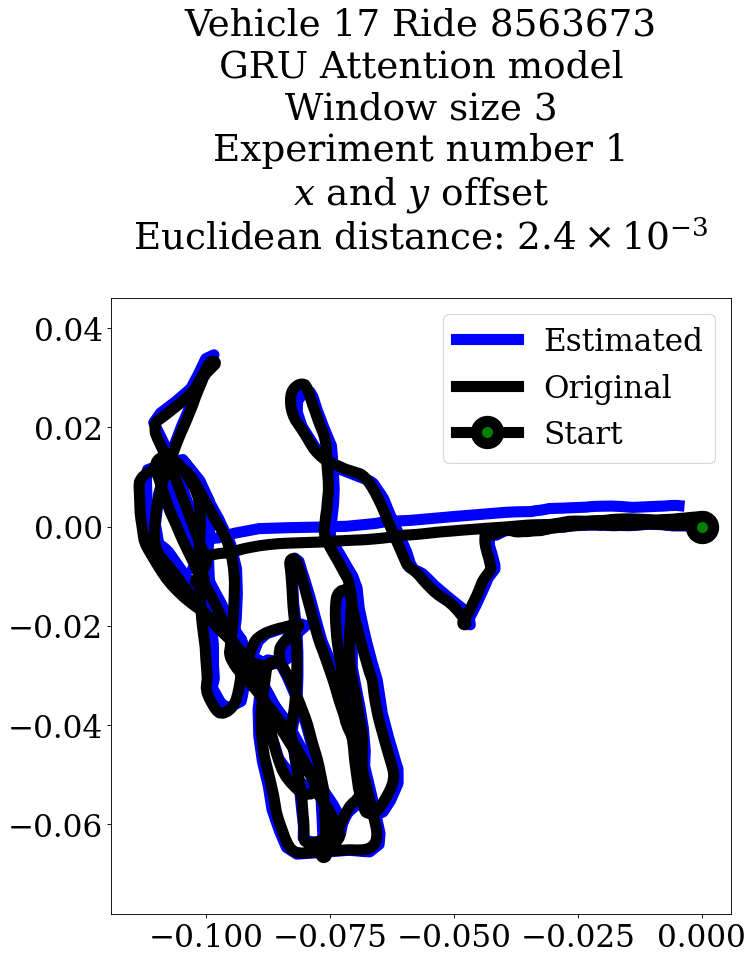 Vehicle 17 Ride 8563673
GRU Attention model
Window size 3
Experiment number 1
x and y offset
Euclidean distance: 2.4 × 10⁻³
Estimated
Original
Start
0.04
0.02
0.00
−0.02
−0.04
−0.06
−0.100 −0.075 −0.050 −0.025 0.000